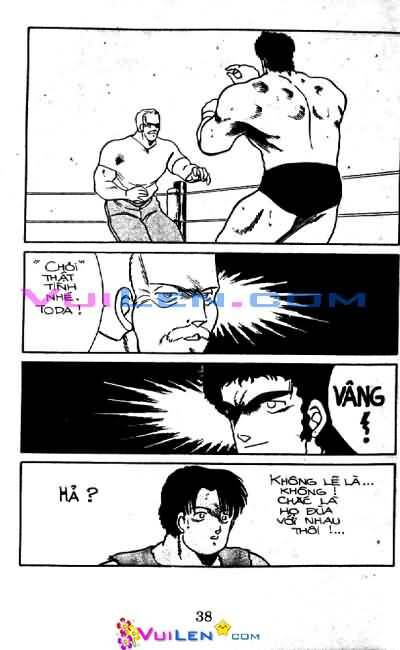 "CHƠI"
THẬT
TÌNH
NHÉ.
TODA!
VUILEN.COM
VÂNG
!
HẢ?
KHÔNG LẼ LÀ...
KHÔNG!
CHẮC LÀ
HỌ ĐÙA
VỚI NHAU
THÔI!...
38
VUILEN.COM